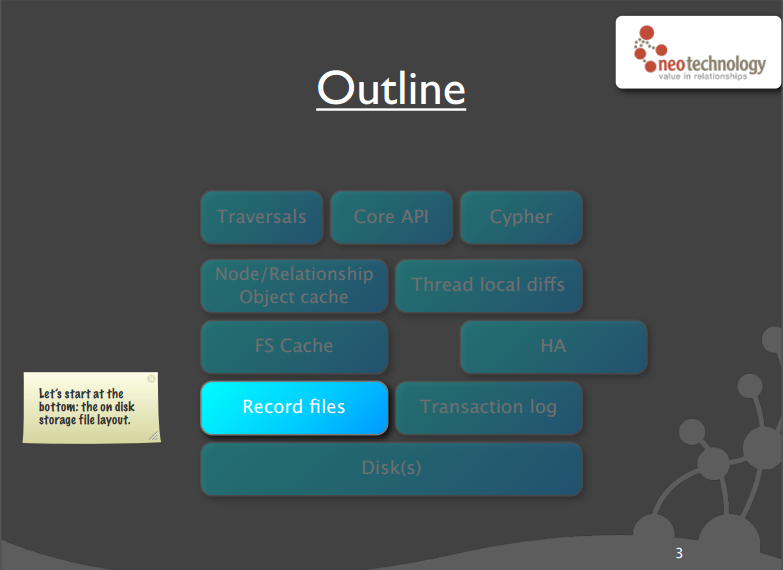 neotechnology
value in relationships
Outline
Traversals
Core API
Cypher
Node/Relationship
Object cache
Thread local diffs
FS Cache
HA
Let's start at the
bottom: the on disk
storage file layout.
Record files
Transaction log
Disk(s)
3